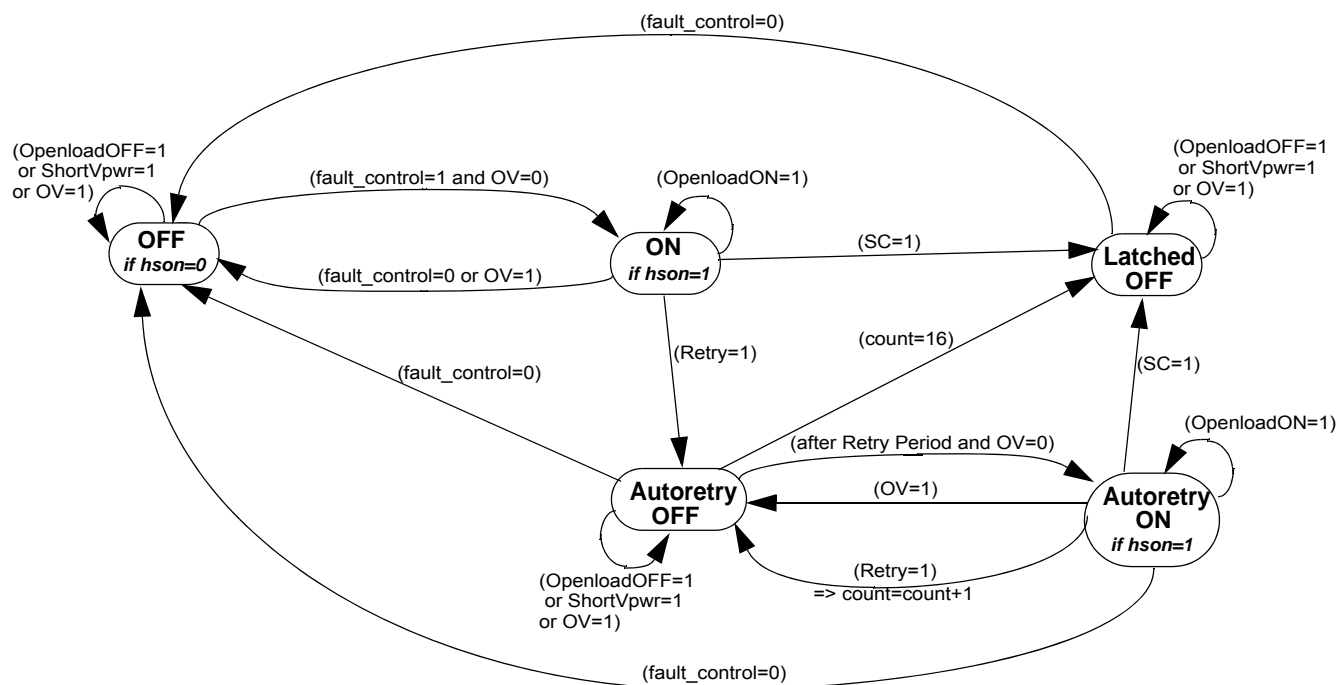 (fault_control=0)
(OpenloadOFF=1
or ShortVpwr=1
or OV=1)
(fault_control=1 and OV=0)
(OpenloadON=1)
(OpenloadOFF=1
or ShortVpwr=1
or OV=1)
OFF
if hson=0
ON
if hson=1
(SC=1)
Latched
OFF
(fault_control=0 or OV=1)
(Retry=1)
(count=16)
(SC=1)
(fault_control=0)
(after Retry Period and OV=0)
(OpenloadON=1)
Autoretry
OFF
(OV=1)
Autoretry
ON
if hson=1
(OpenloadOFF=1
or ShortVpwr=1
or OV=1)
(Retry=1)
=> count=count+1
(fault_control=0)